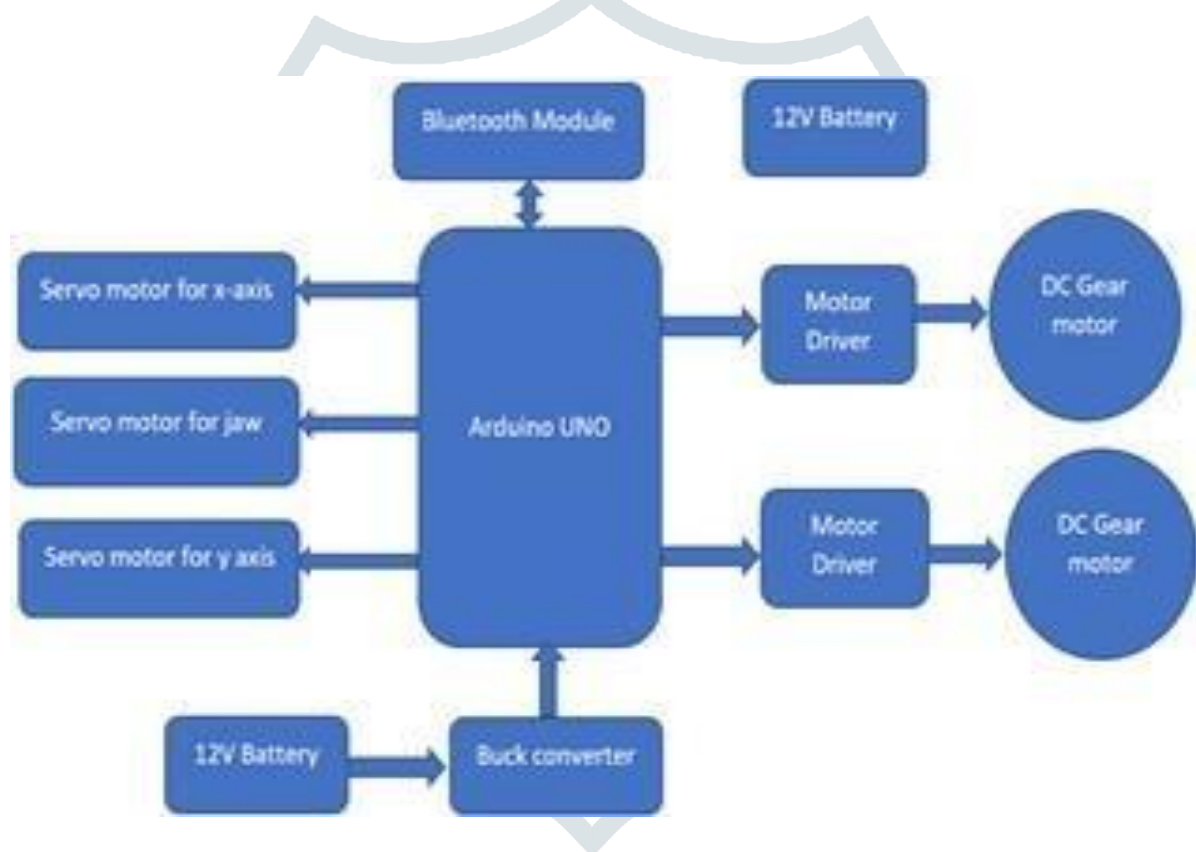 Bluetooth Module
12V Battery
Servo motor for x-axis
Servo motor for jaw
Servo motor for y axis
Arduino UNO
Motor
Driver
DC Gear
motor
Motor
Driver
DC Gear
motor
12V Battery
Buck converter